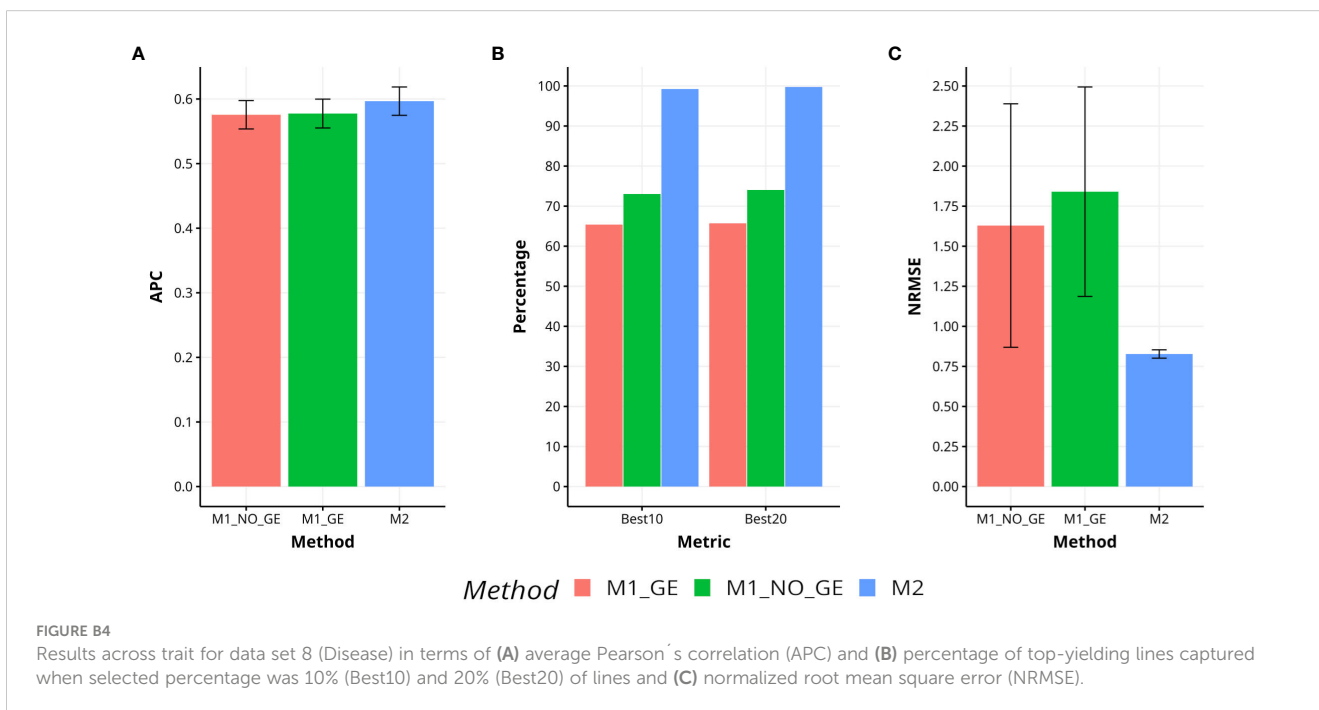 A
0.6
0.5
0.4
0.3
0.2
0.1
0.0
APC
M1_NO_GE M1_GE M2
Method
B
100
90
80
70
60
50
40
30
20
10
0
Percentage
Best10 Best20
Metric
C
2.50
2.25
2.00
1.75
1.50
1.25
1.00
0.75
0.50
0.25
0.00
NRMSE
M1_NO_GE M1_GE M2
Method
Method M1_GE M1_NO_GE M2
FIGURE B4
Results across trait for data set 8 (Disease) in terms of (A) average Pearson´s correlation (APC) and (B) percentage of top-yielding lines captured
when selected percentage was 10% (Best10) and 20% (Best20) of lines and (C) normalized root mean square error (NRMSE).